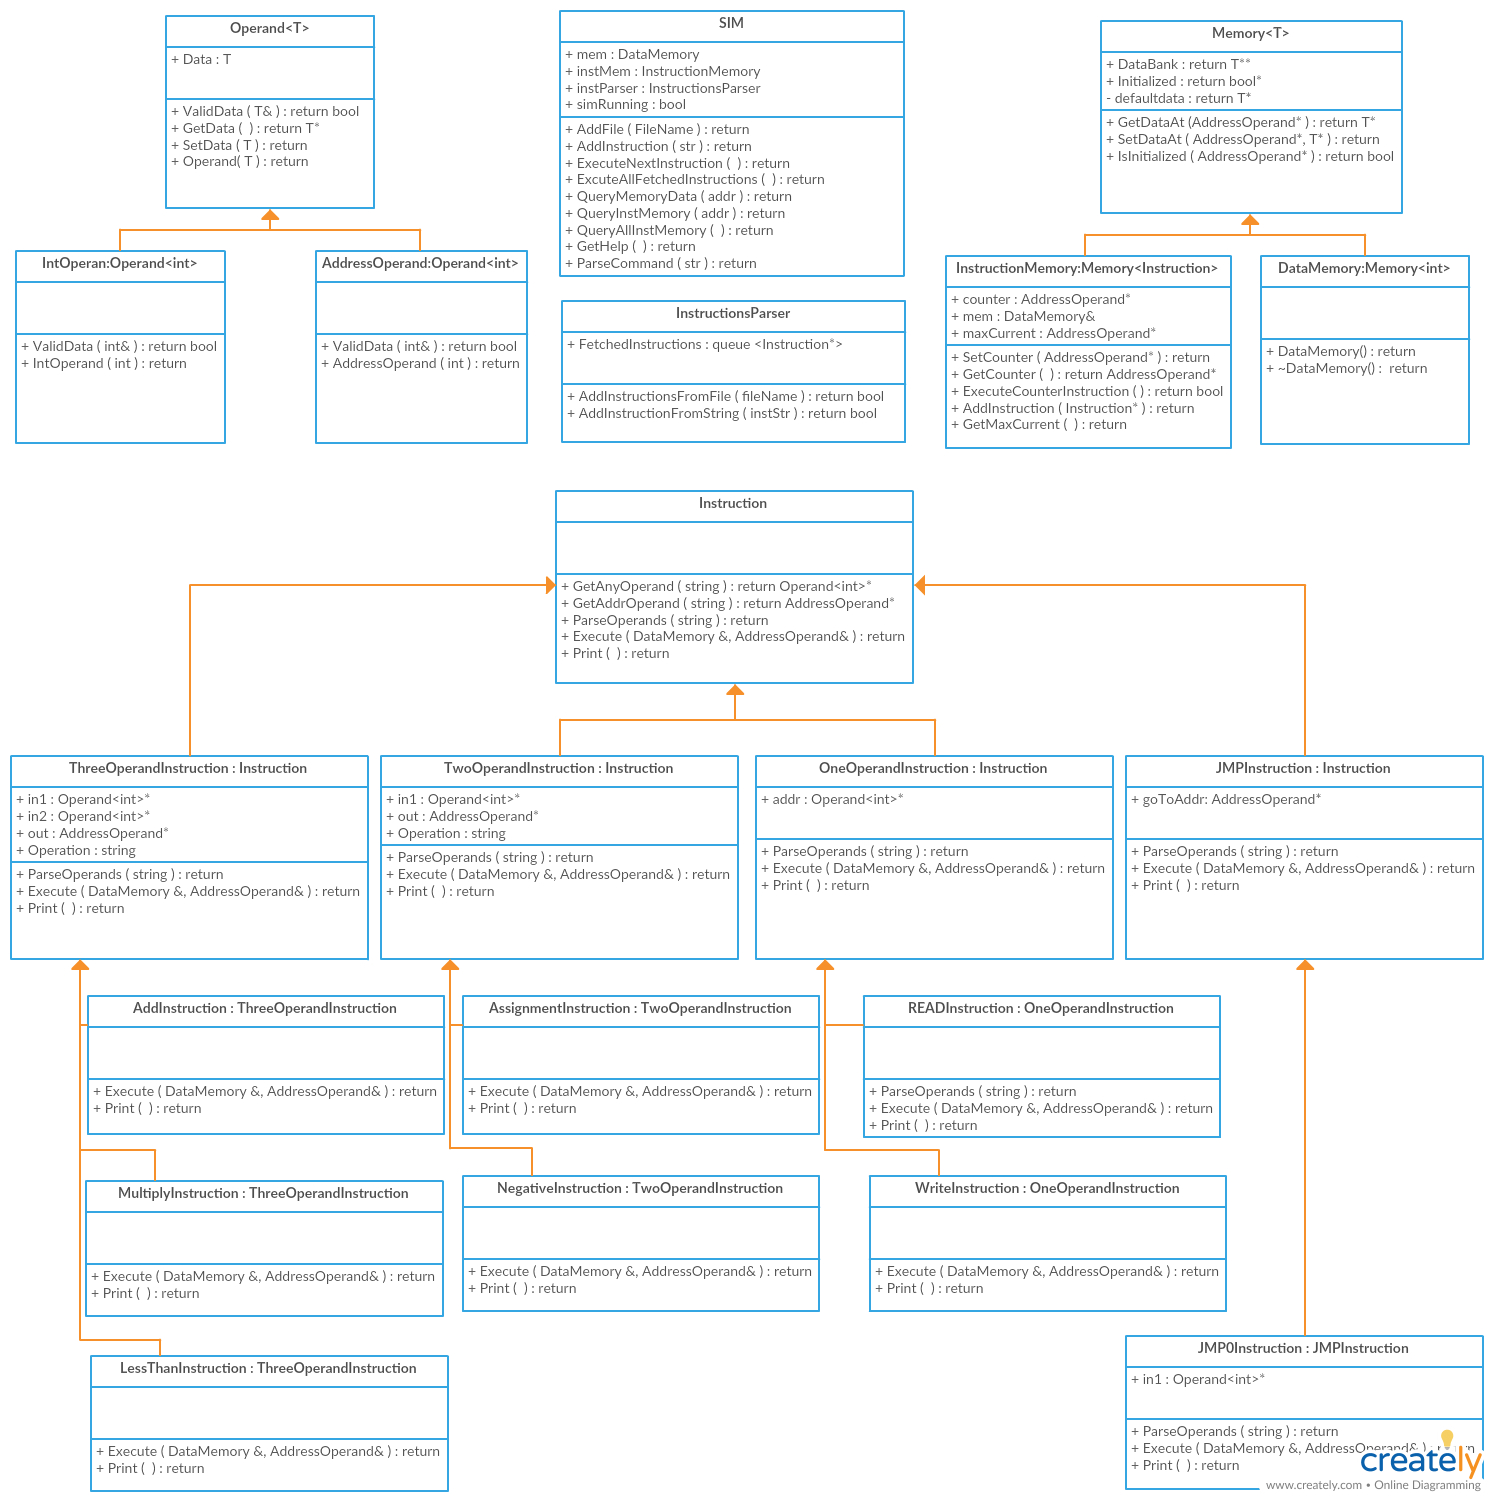 Operand<T>
+ Data : T
+ ValidData ( T& ) : return bool
+ GetData ( ) : return T*
+ SetData ( T ) : return
+ Operand( T ) : return
SIM
+ mem : DataMemory
+ instMem : InstructionMemory
+ instParser : InstructionsParser
+ simRunning : bool
+ AddFile ( FileName ) : return
+ AddInstruction ( str ) : return
+ ExecuteNextInstruction ( ) : return
+ ExcuteAllFetchedInstructions ( ) : return
+ QueryMemoryData ( addr ) : return
+ QueryInstMemory ( addr ) : return
+ QueryAllInstMemory ( ) : return
+ GetHelp ( ) : return
+ ParseCommand ( str ) : return
Memory<T>
+ DataBank : return T**
+ Initialized : return bool*
- defaultdata : return T*
+ GetDataAt (AddressOperand* ) : return T*
+ SetDataAt ( AddressOperand*, T* ) : return
+ IsInitialized ( AddressOperand* ) : return bool
IntOperan:Operand<int>
+ ValidData ( int& ) : return bool
+ IntOperand ( int ) : return
AddressOperand:Operand<int>
+ ValidData ( int& ) : return bool
+ AddressOperand ( int ) : return
InstructionsParser
+ FetchedInstructions : queue <Instruction*>
+ AddInstructionsFromFile ( fileName ) : return bool
+ AddInstructionFromString ( instStr ) : return bool
InstructionMemory:Memory<Instruction>
+ counter : AddressOperand*
+ mem : DataMemory&
+ maxCurrent : AddressOperand*
+ SetCounter ( AddressOperand* ) : return
+ GetCounter ( ) : return AddressOperand*
+ ExecuteCounterInstruction ( ) : return bool
+ AddInstruction ( Instruction* ) : return
+ GetMaxCurrent ( ) : return
DataMemory:Memory<int>
+ DataMemory() : return
+ ~DataMemory() : return
Instruction
+ GetAnyOperand ( string ) : return Operand<int>*
+ GetAddrOperand ( string ) : return AddressOperand*
+ ParseOperands ( string ) : return
+ Execute ( DataMemory &, AddressOperand& ) : return
+ Print ( ) : return
ThreeOperandInstruction : Instruction
+ in1 : Operand<int>*
+ in2 : Operand<int>*
+ out : AddressOperand*
+ Operation : string
+ ParseOperands ( string ) : return
+ Execute ( DataMemory &, AddressOperand& ) : return
+ Print ( ) : return
TwoOperandInstruction : Instruction
+ in1 : Operand<int>*
+ out : AddressOperand*
+ Operation : string
+ ParseOperands ( string ) : return
+ Execute ( DataMemory &, AddressOperand& ) : return
+ Print ( ) : return
OneOperandInstruction : Instruction
+ addr : Operand<int>*
+ ParseOperands ( string ) : return
+ Execute ( DataMemory &, AddressOperand& ) : return
+ Print ( ) : return
JMPInstruction : Instruction
+ goToAddr: AddressOperand*
+ ParseOperands ( string ) : return
+ Execute ( DataMemory &, AddressOperand& ) : return
+ Print ( ) : return
AddInstruction : ThreeOperandInstruction
+ Execute ( DataMemory &, AddressOperand& ) : return
+ Print ( ) : return
AssignmentInstruction : TwoOperandInstruction
+ Execute ( DataMemory &, AddressOperand& ) : return
+ Print ( ) : return
READInstruction : OneOperandInstruction
+ ParseOperands ( string ) : return
+ Execute ( DataMemory &, AddressOperand& ) : return
+ Print ( ) : return
MultiplyInstruction : ThreeOperandInstruction
+ Execute ( DataMemory &, AddressOperand& ) : return
+ Print ( ) : return
NegativeInstruction : TwoOperandInstruction
+ Execute ( DataMemory &, AddressOperand& ) : return
+ Print ( ) : return
WriteInstruction : OneOperandInstruction
+ Execute ( DataMemory &, AddressOperand& ) : return
+ Print ( ) : return
LessThanInstruction : ThreeOperandInstruction
+ Execute ( DataMemory &, AddressOperand& ) : return
+ Print ( ) : return
JMP0Instruction : JMPInstruction
+ in1 : Operand<int>*
+ ParseOperands ( string ) : return
+ Execute ( DataMemory &, AddressOperand& ) :
+ Print ( ) : return
creately
www.creately.com • Online Diagramming